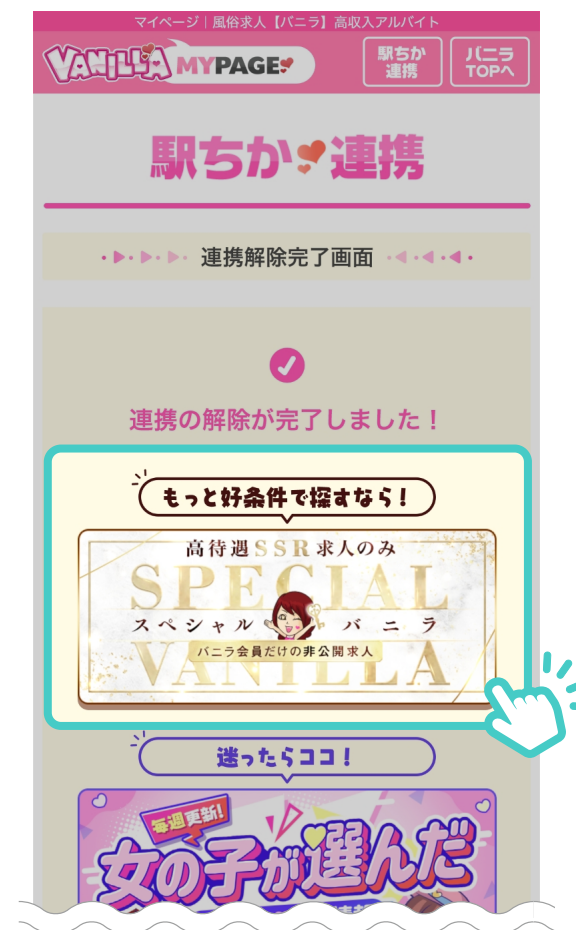 マイページ｜風俗求人【バニラ】高収入アルバイト
VANILLA MYPAGE
駅ちか
連携
バニラ
TOPへ
駅ちか連携
連携解除完了画面
連携の解除が完了しました！
もっと好条件で探すなら！
高待遇SSR求人のみ
SPECIAL
スペシャルバニラ
バニラ会員だけの非公開求人
VANILLA
迷ったらココ！
毎週更新!
女の子が選んだ